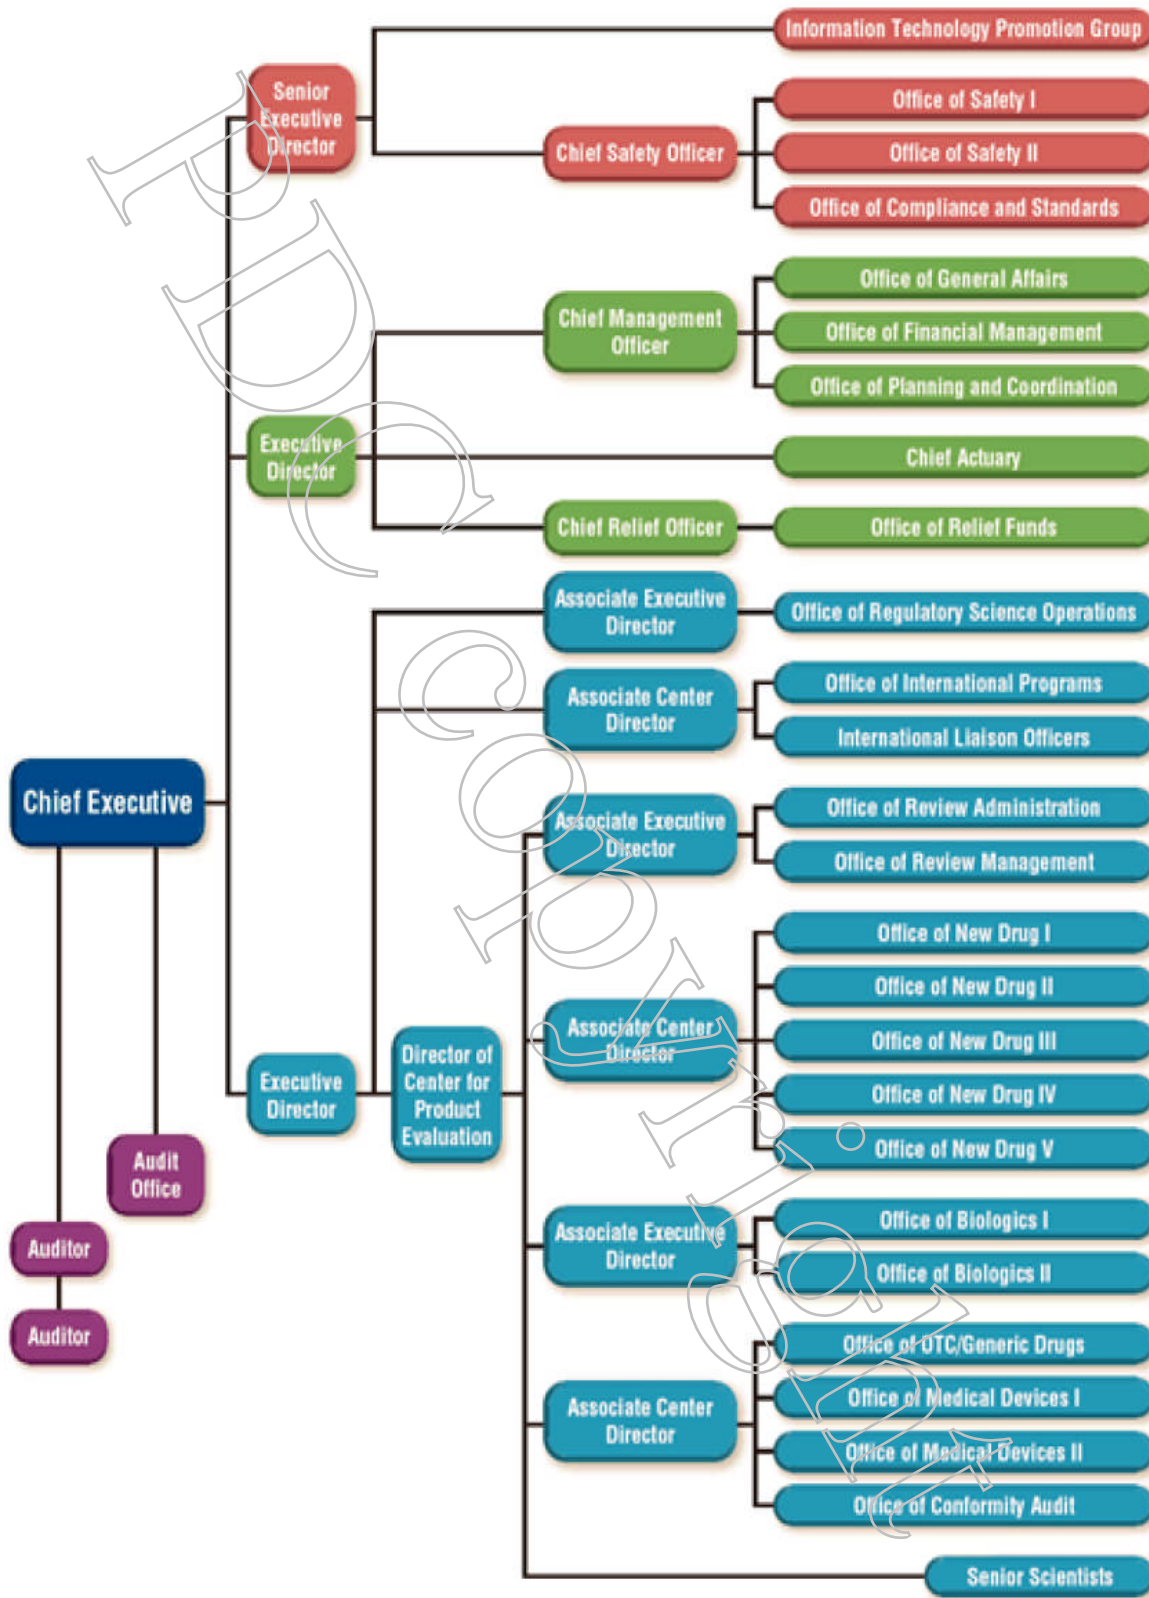 Information Technology Promotion Group
Senior
Executive
Director
Office of Safety I
Chief Safety Officer
Office of Safety II
Office of Compliance and Standards
Office of General Affairs
Chief Management
Officer
Office of Financial Management
Office of Planning and Coordination
Executive
Director
Chief Actuary
Chief Relief Officer
Office of Relief Funds
Associate Executive
Director
Office of Regulatory Science Operations
Associate Center
Director
Office of International Programs
International Liaison Officers
Chief Executive
Associate Executive
Director
Office of Review Administration
Office of Review Management
Office of New Drug I
Office of New Drug II
Associate Center
Director
Office of New Drug III
Office of New Drug IV
Office of New Drug V
Executive
Director
Director of
Center for
Product
Evaluation
Audit
Office
Auditor
Auditor
Associate Executive
Director
Office of Biologics I
Office of Biologics II
Office of OTC/Generic Drugs
Associate Center
Director
Office of Medical Devices I
Office of Medical Devices II
Office of Conformity Audit
Senior Scientists
PDC Copyright